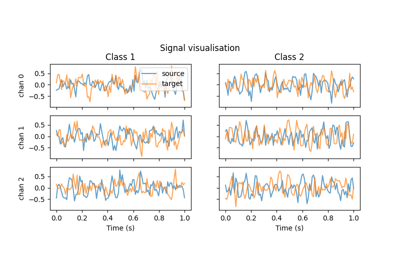 Signal visualisation
Class 1
Class 2
source
target
chan 0
0.5
0.0
−0.5
chan 1
0.5
0.0
−0.5
chan 2
0.5
0.0
−0.5
0.0 0.2 0.4 0.6 0.8 1.0
0.0 0.2 0.4 0.6 0.8 1.0
Time (s)
Time (s)